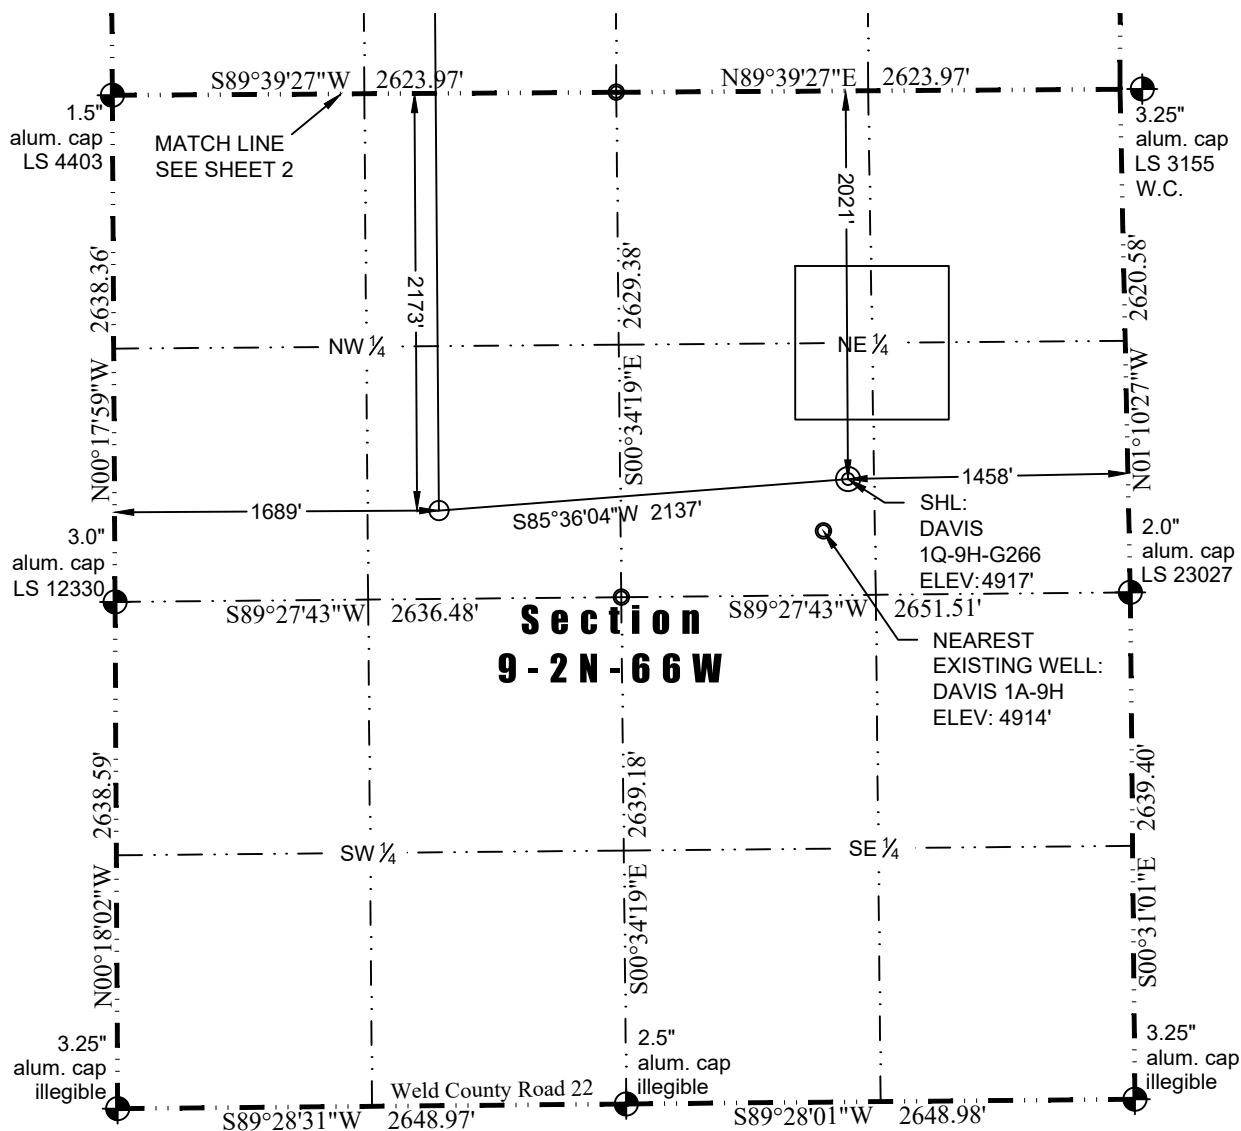 S89°39'27"W 2623.97'
N89°39'27"E 2623.97'
1.5"
alum. cap
LS 4403
MATCH LINE
SEE SHEET 2
3.25"
alum. cap
LS 3155
W.C.
2021'
2173'
2638.36'
N00°17'59"W
2629.38'
S00°34'19"E
2620.58'
N01°10'27"W
NW 1/4
NE 1/4
1689'
S85°36'04"W 2137'
1458'
SHL:
DAVIS
1Q-9H-G266
ELEV:4917'
3.0"
alum. cap
LS 12330
2.0"
alum. cap
LS 23027
S89°27'43"W 2636.48'
S89°27'43"W 2651.51'
Section
9-2N-66W
NEAREST
EXISTING WELL:
DAVIS 1A-9H
ELEV: 4914'
2638.59'
N00°18'02"W
2639.18'
S00°34'19"E
2639.40'
S00°31'01"E
SW 1/4
SE 1/4
3.25"
alum. cap
illegible
2.5"
alum. cap
illegible
3.25"
alum. cap
illegible
Weld County Road 22
S89°28'31"W 2648.97'
S89°28'01"W 2648.98'